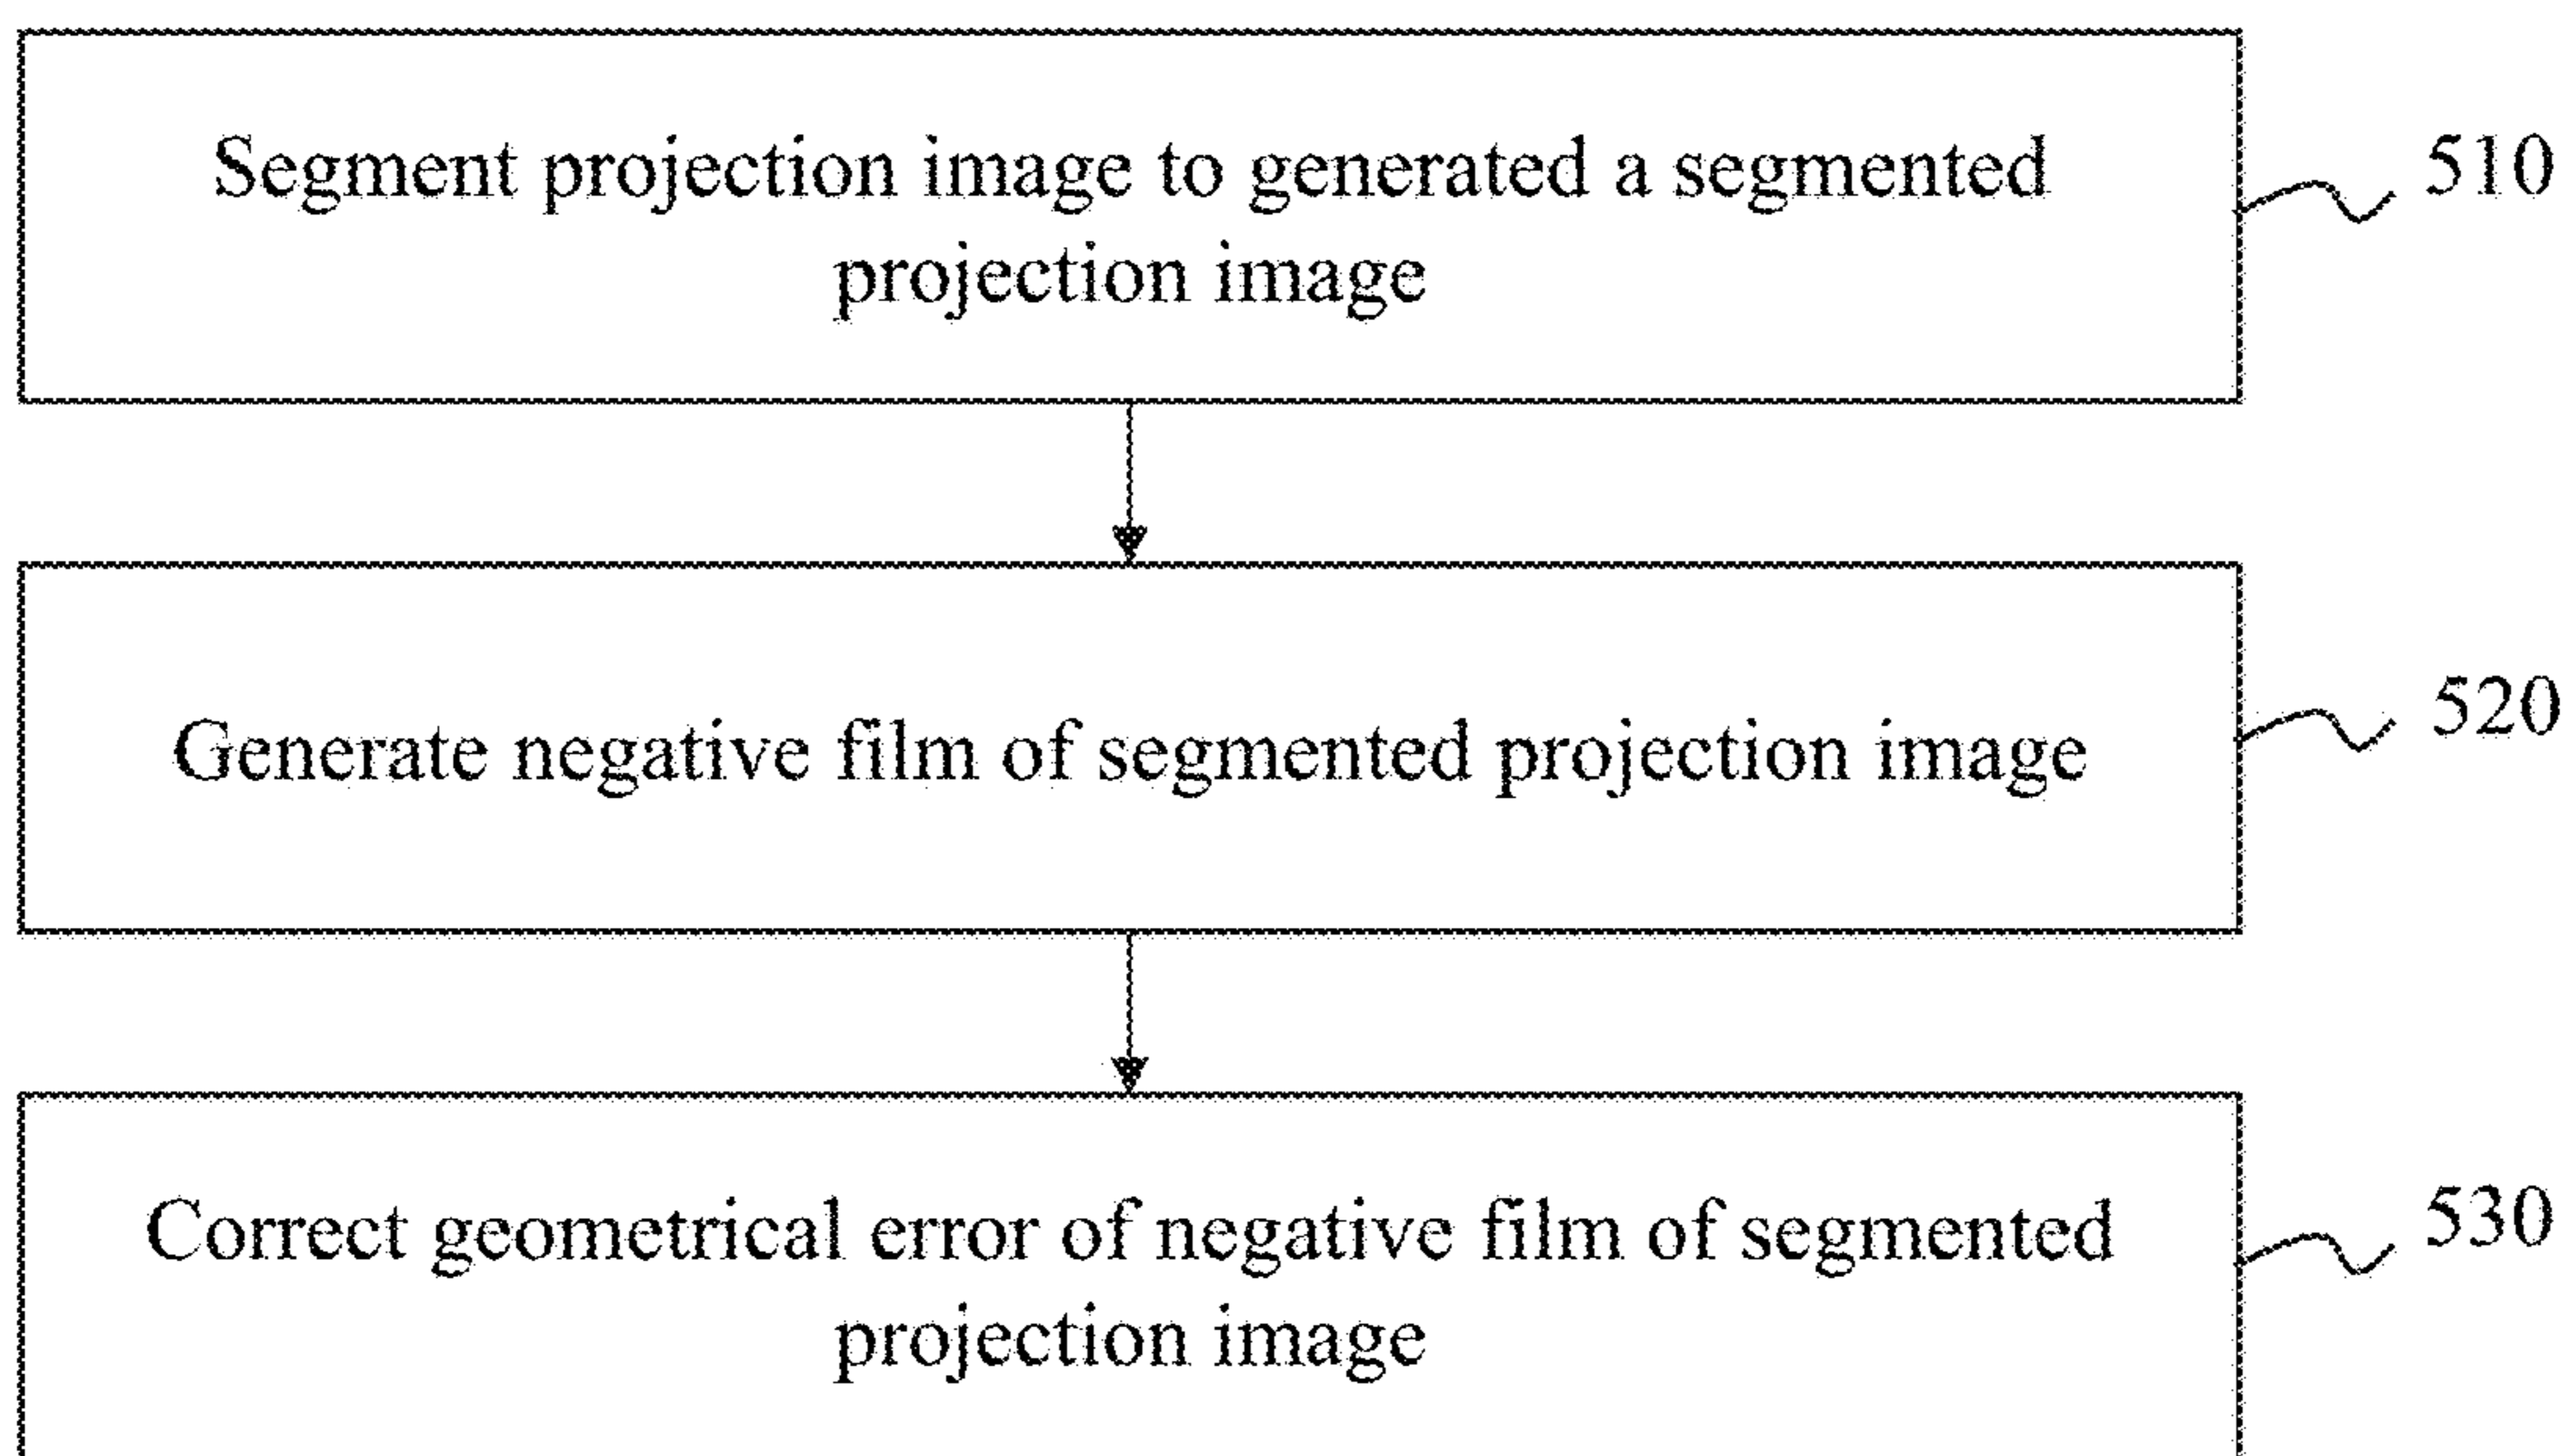 Segment projection image to generated a segmented
projection image
510
Generate negative film of segmented projection image
520
Correct geometrical error of negative film of segmented
projection image
530